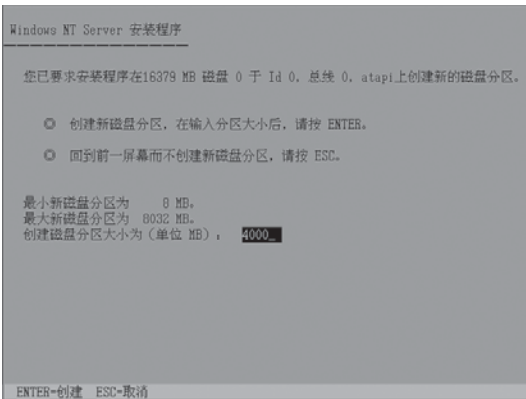 Windows NT Server 安装程序
您已要求安装程序在16379 MB 磁盘 0 于 Id 0, 总线 0, atapi上创建新的磁盘分区。
◎ 创建新磁盘分区, 在输入分区大小后, 请按 ENTER。
◎ 回到前一屏幕而不创建新磁盘分区, 请按 ESC。
最小新磁盘分区为 8 MB。
最大新磁盘分区为 8032 MB。
创建磁盘分区大小为 (单位 MB) : 4000_
ENTER=创建 ESC=取消